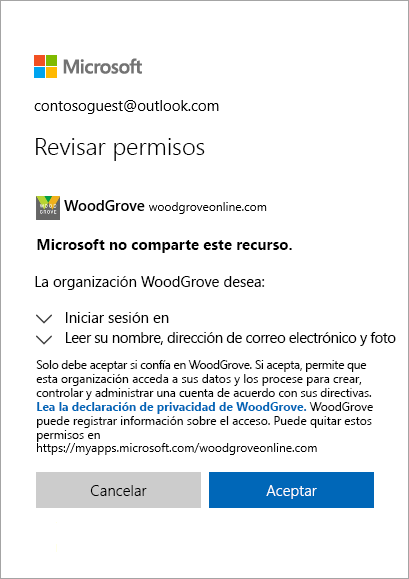 Microsoft
contosoguest@outlook.com
Revisar permisos
WOOD
GROVE
WoodGrove woodgroveonline.com
Microsoft no comparte este recurso.
La organización WoodGrove desea:
Iniciar sesión en
Leer su nombre, dirección de correo electrónico y foto
Solo debe aceptar si confía en WoodGrove. Si acepta, permite que
esta organización acceda a sus datos y los procese para crear,
controlar y administrar una cuenta de acuerdo con sus directivas.
Lea la declaración de privacidad de WoodGrove. WoodGrove
puede registrar información sobre el acceso. Puede quitar estos
permisos en
https://myapps.microsoft.com/woodgroveonline.com
Cancelar
Aceptar